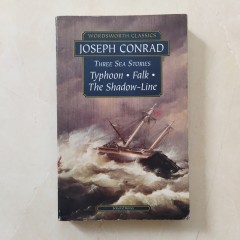 WORDSWORTH CLASSICS
JOSEPH CONRAD
THREE SEA STORIES
Typhoon • Falk •
The Shadow-Line